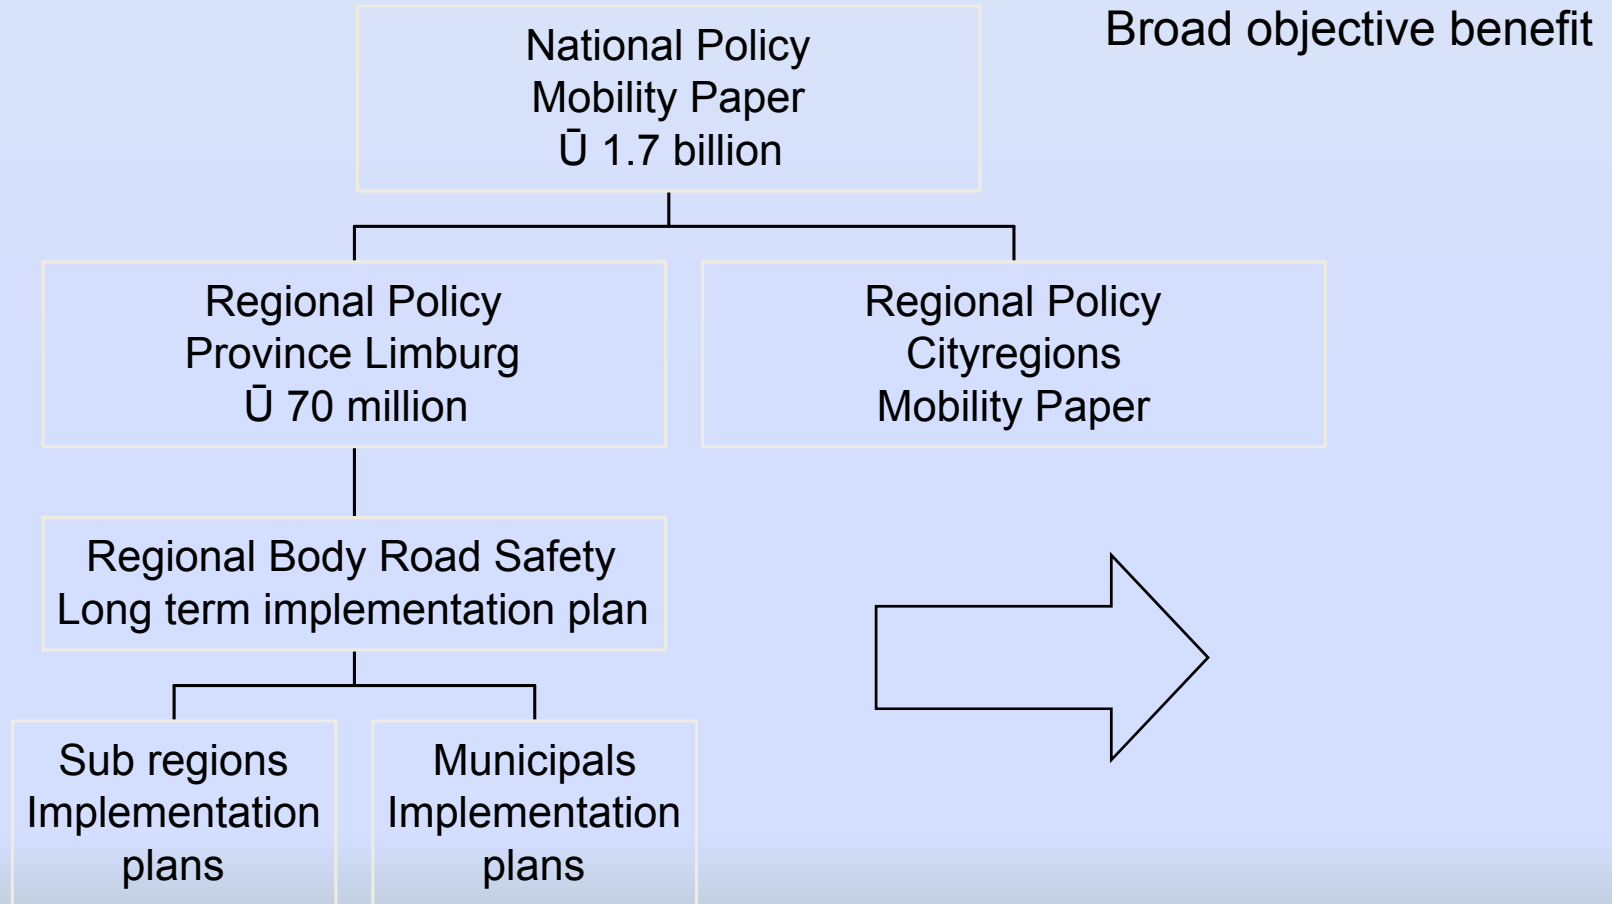 Broad objective benefit
National Policy
Mobility Paper
Ū 1.7 billion
Regional Policy
Province Limburg
Ū 70 million
Regional Policy
Cityregions
Mobility Paper
Regional Body Road Safety
Long term implementation plan
Sub regions
Implementation
plans
Municipals
Implementation
plans